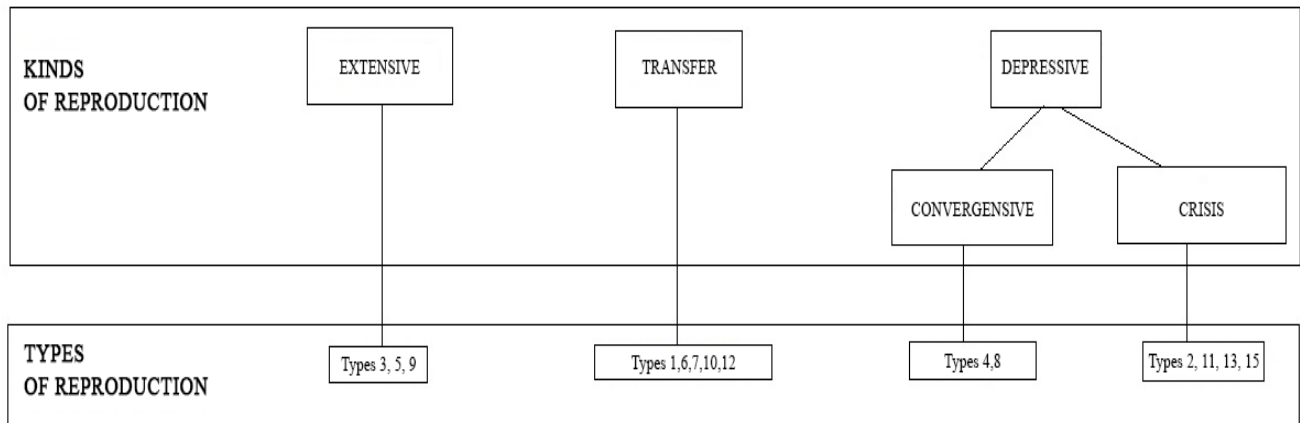 KINDS
OF REPRODUCTION
EXTENSIVE
TRANSFER
DEPRESSIVE
CONVERGENSIVE
CRISIS
TYPES
OF REPRODUCTION
Types 3, 5, 9
Types 1,6,7,10,12
Types 4,8
Types 2, 11, 13, 15